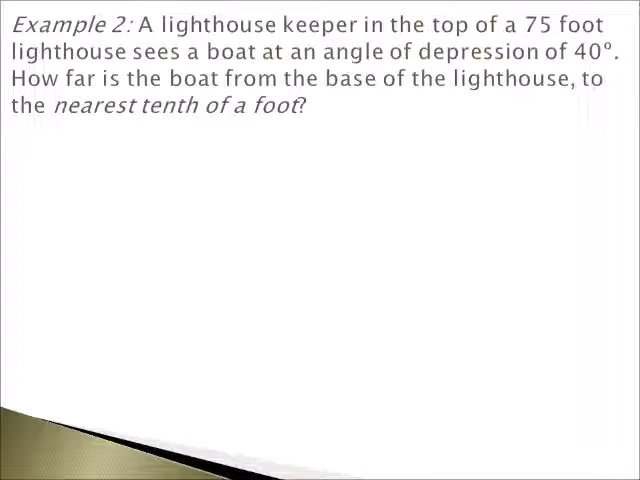 Example 2: A lighthouse keeper in the top of a 75 foot
lighthouse sees a boat at an angle of depression of 40°.
How far is the boat from the base of the lighthouse, to
the nearest tenth of a foot?